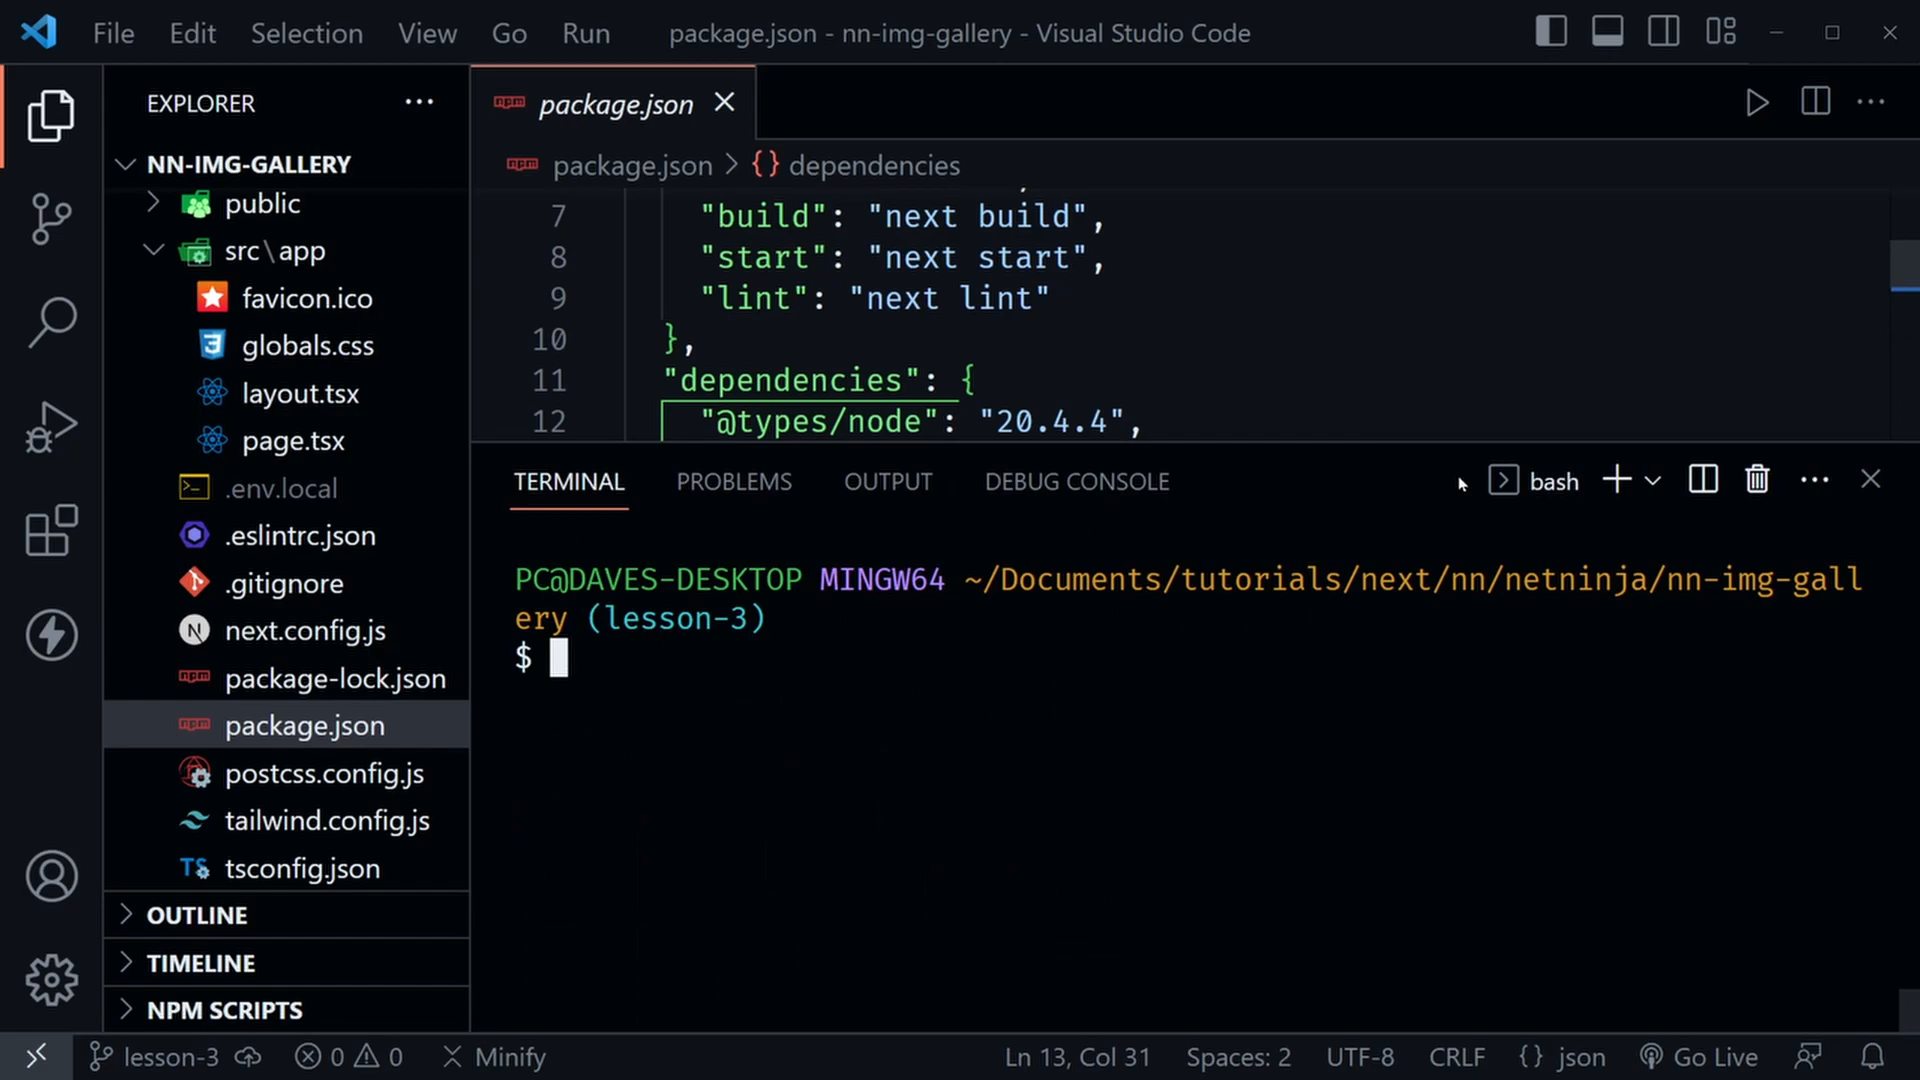 File Edit Selection View Go Run package.json - nn-img-gallery - Visual Studio Code
EXPLORER
NN-IMG-GALLERY
public
src\app
favicon.ico
globals.css
layout.tsx
page.tsx
.env.local
.eslintrc.json
.gitignore
next.config.js
package-lock.json
package.json
postcss.config.js
tailwind.config.js
tsconfig.json
OUTLINE
TIMELINE
NPM SCRIPTS
package.json
package.json > {} dependencies
7 "build": "next build",
8 "start": "next start",
9 "lint": "next lint"
10 },
11 "dependencies": {
12 "@types/node": "20.4.4",
TERMINAL PROBLEMS OUTPUT DEBUG CONSOLE bash
PC@DAVES-DESKTOP MINGW64 ~/Documents/tutorials/next/nn/netninja/nn-img-gall
ery (lesson-3)
$
lesson-3 0 0 Minify Ln 13, Col 31 Spaces: 2 UTF-8 CRLF {} json Go Live